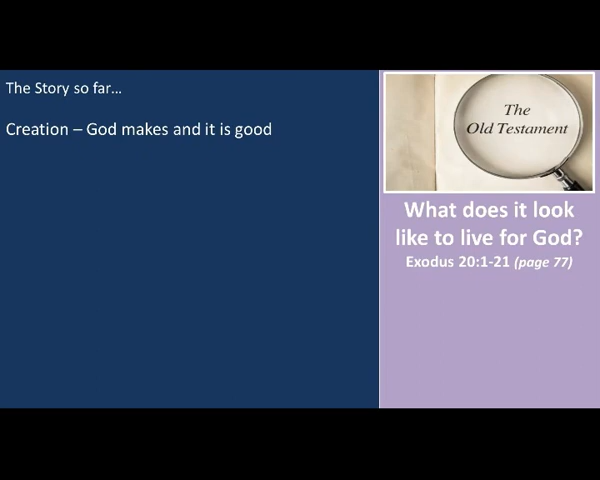 The Story so far...
Creation – God makes and it is good
The
Old Testament
What does it look
like to live for God?
Exodus 20:1-21 (page 77)